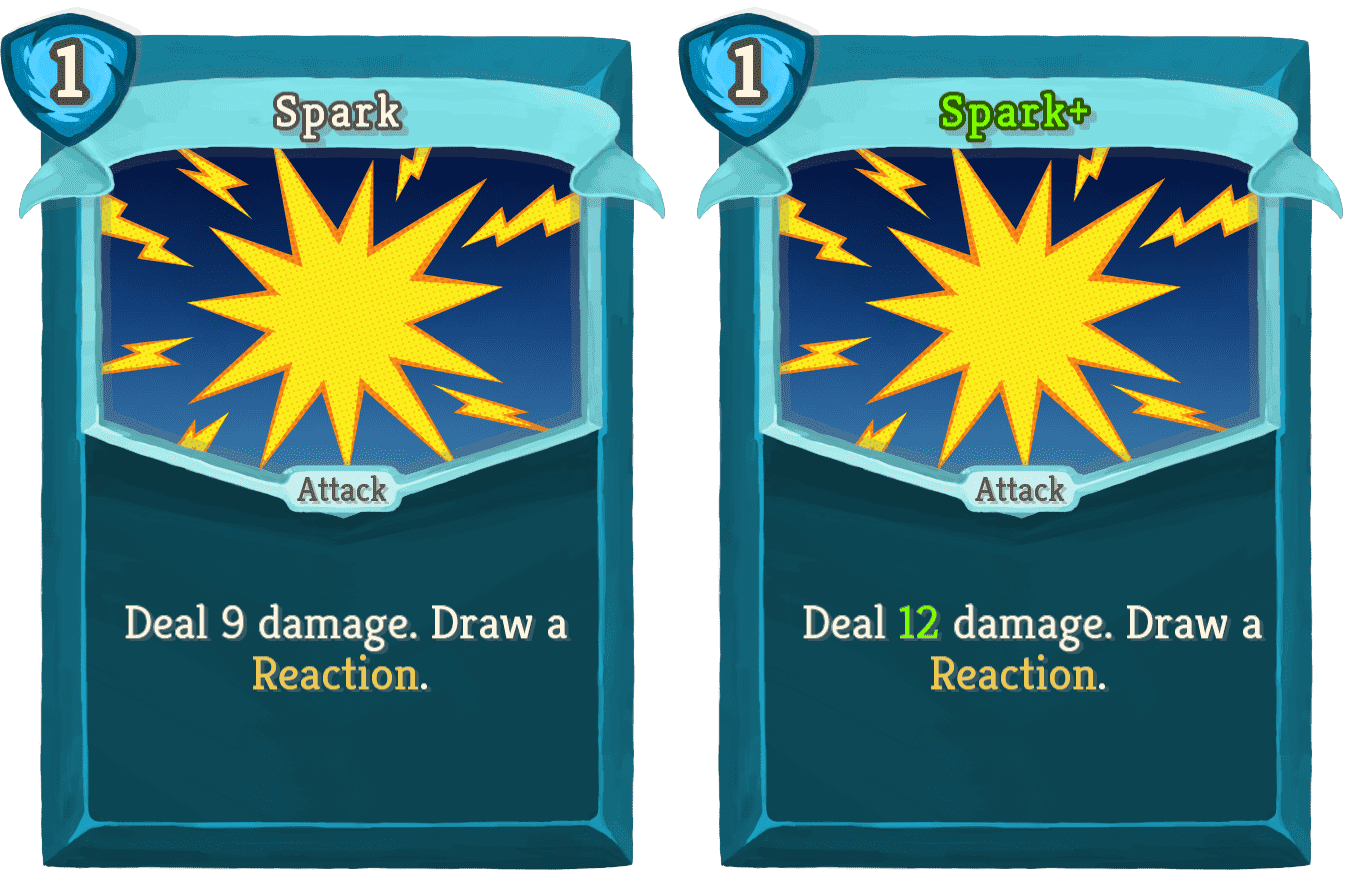 1
Spark
Attack
Deal 9 damage. Draw a
Reaction.
1
Spark+
Attack
Deal 12 damage. Draw a
Reaction.